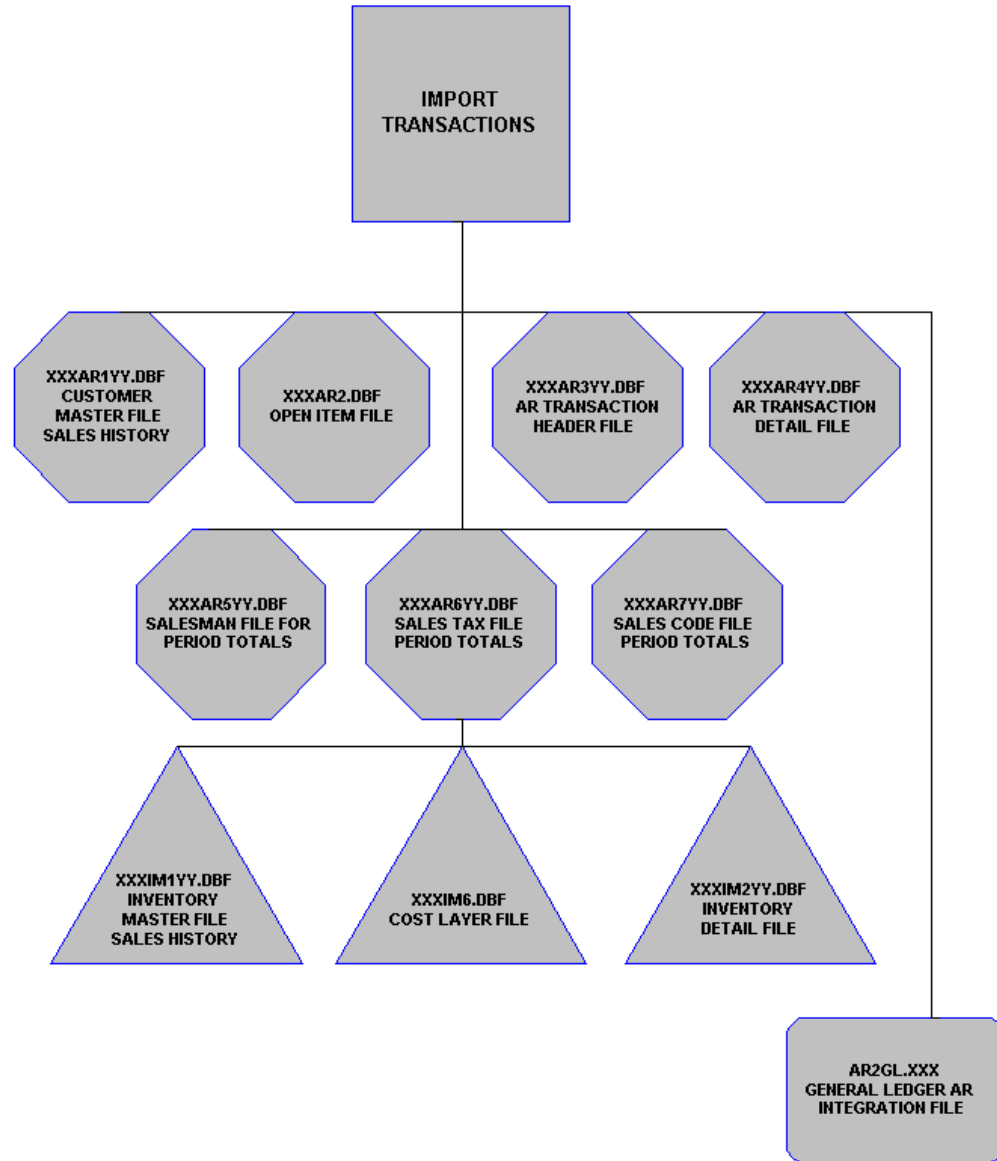 IMPORT
TRANSACTIONS
XXXAR1YY.DBF
CUSTOMER
MASTER FILE
SALES HISTORY
XXXAR2.DBF
OPEN ITEM FILE
XXXAR3YY.DBF
AR TRANSACTION
HEADER FILE
XXXAR4YY.DBF
AR TRANSACTION
DETAIL FILE
XXXAR5YY.DBF
SALESMAN FILE FOR
PERIOD TOTALS
XXXAR6YY.DBF
SALES TAX FILE
PERIOD TOTALS
XXXAR7YY.DBF
SALES CODE FILE
PERIOD TOTALS
XXXIM1YY.DBF
INVENTORY
MASTER FILE
SALES HISTORY
XXXIM6.DBF
COST LAYER FILE
XXXIM2YY.DBF
INVENTORY
DETAIL FILE
AR2GL.XXX
GENERAL LEDGER AR
INTEGRATION FILE